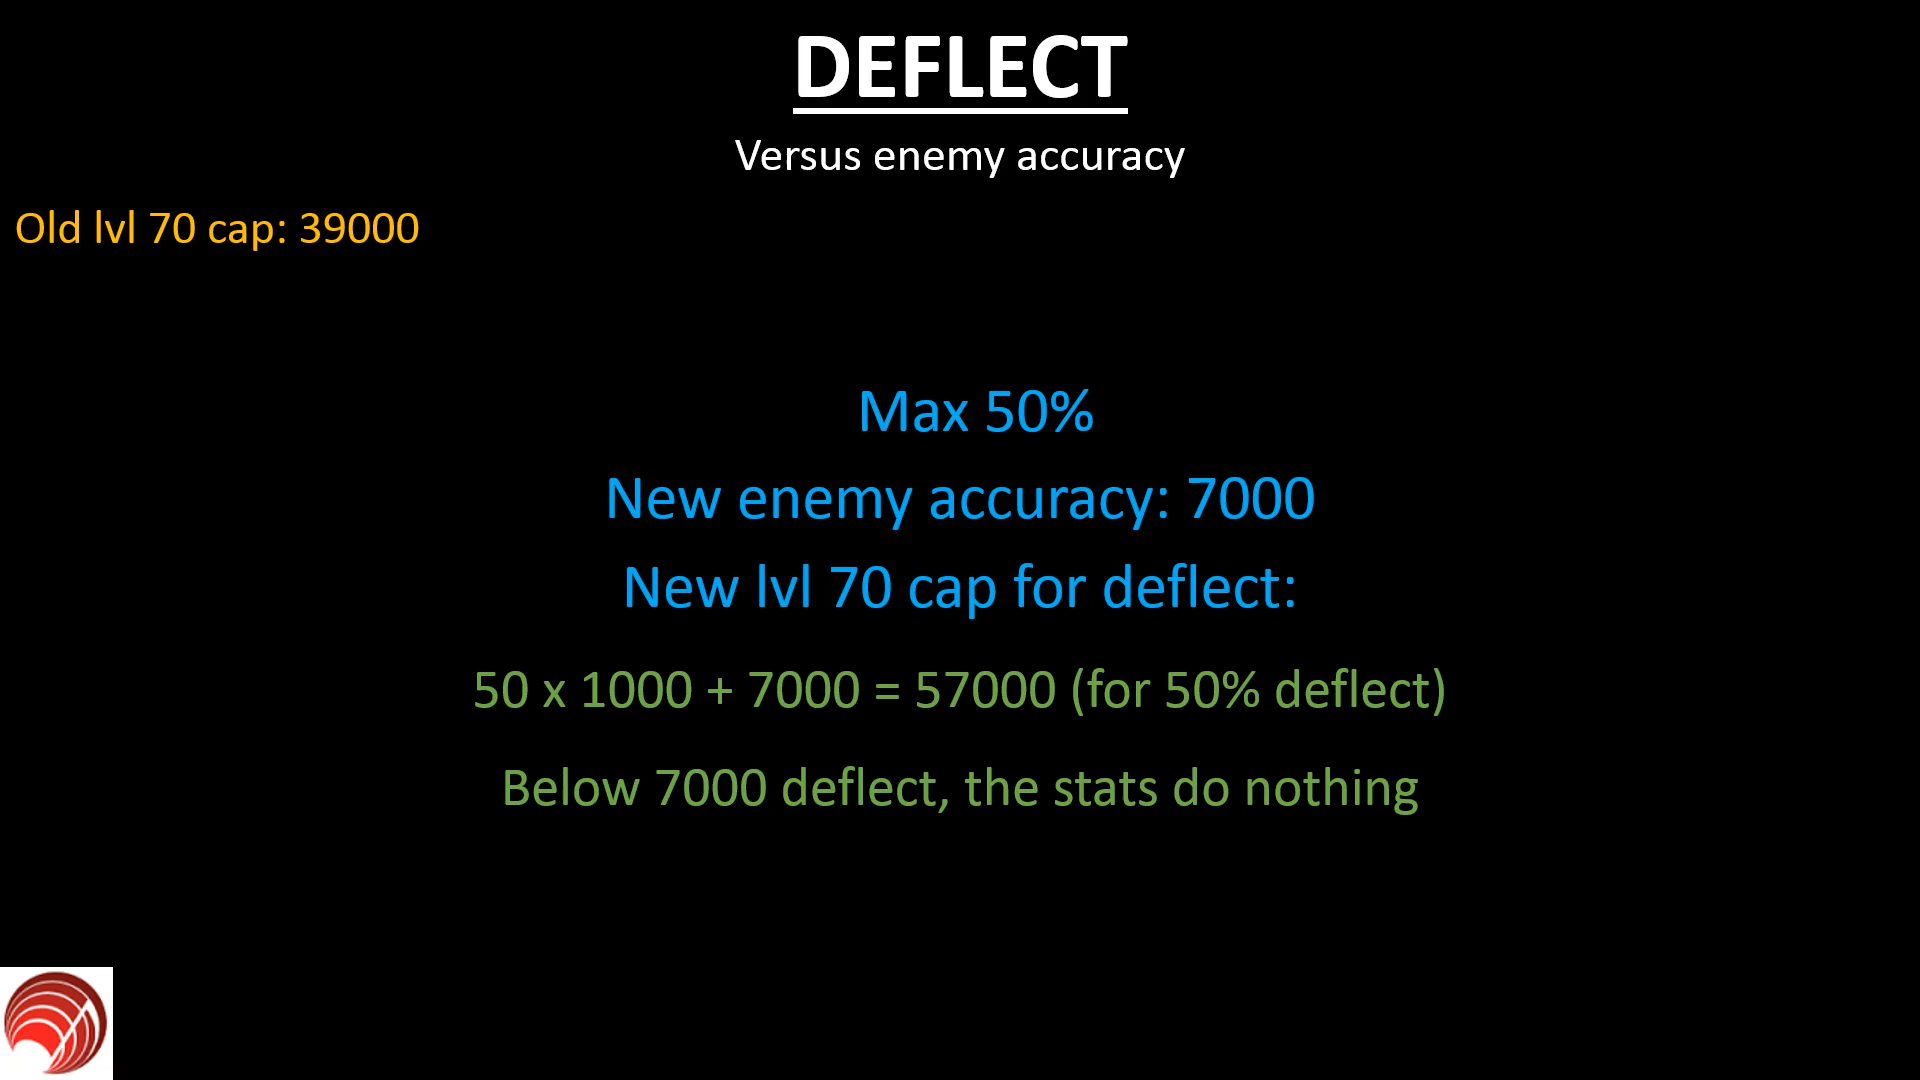 DEFLECT
Versus enemy accuracy
Old lvl 70 cap: 39000
Max 50%
New enemy accuracy: 7000
New lvl 70 cap for deflect:
50 x 1000 + 7000 = 57000 (for 50% deflect)
Below 7000 deflect, the stats do nothing